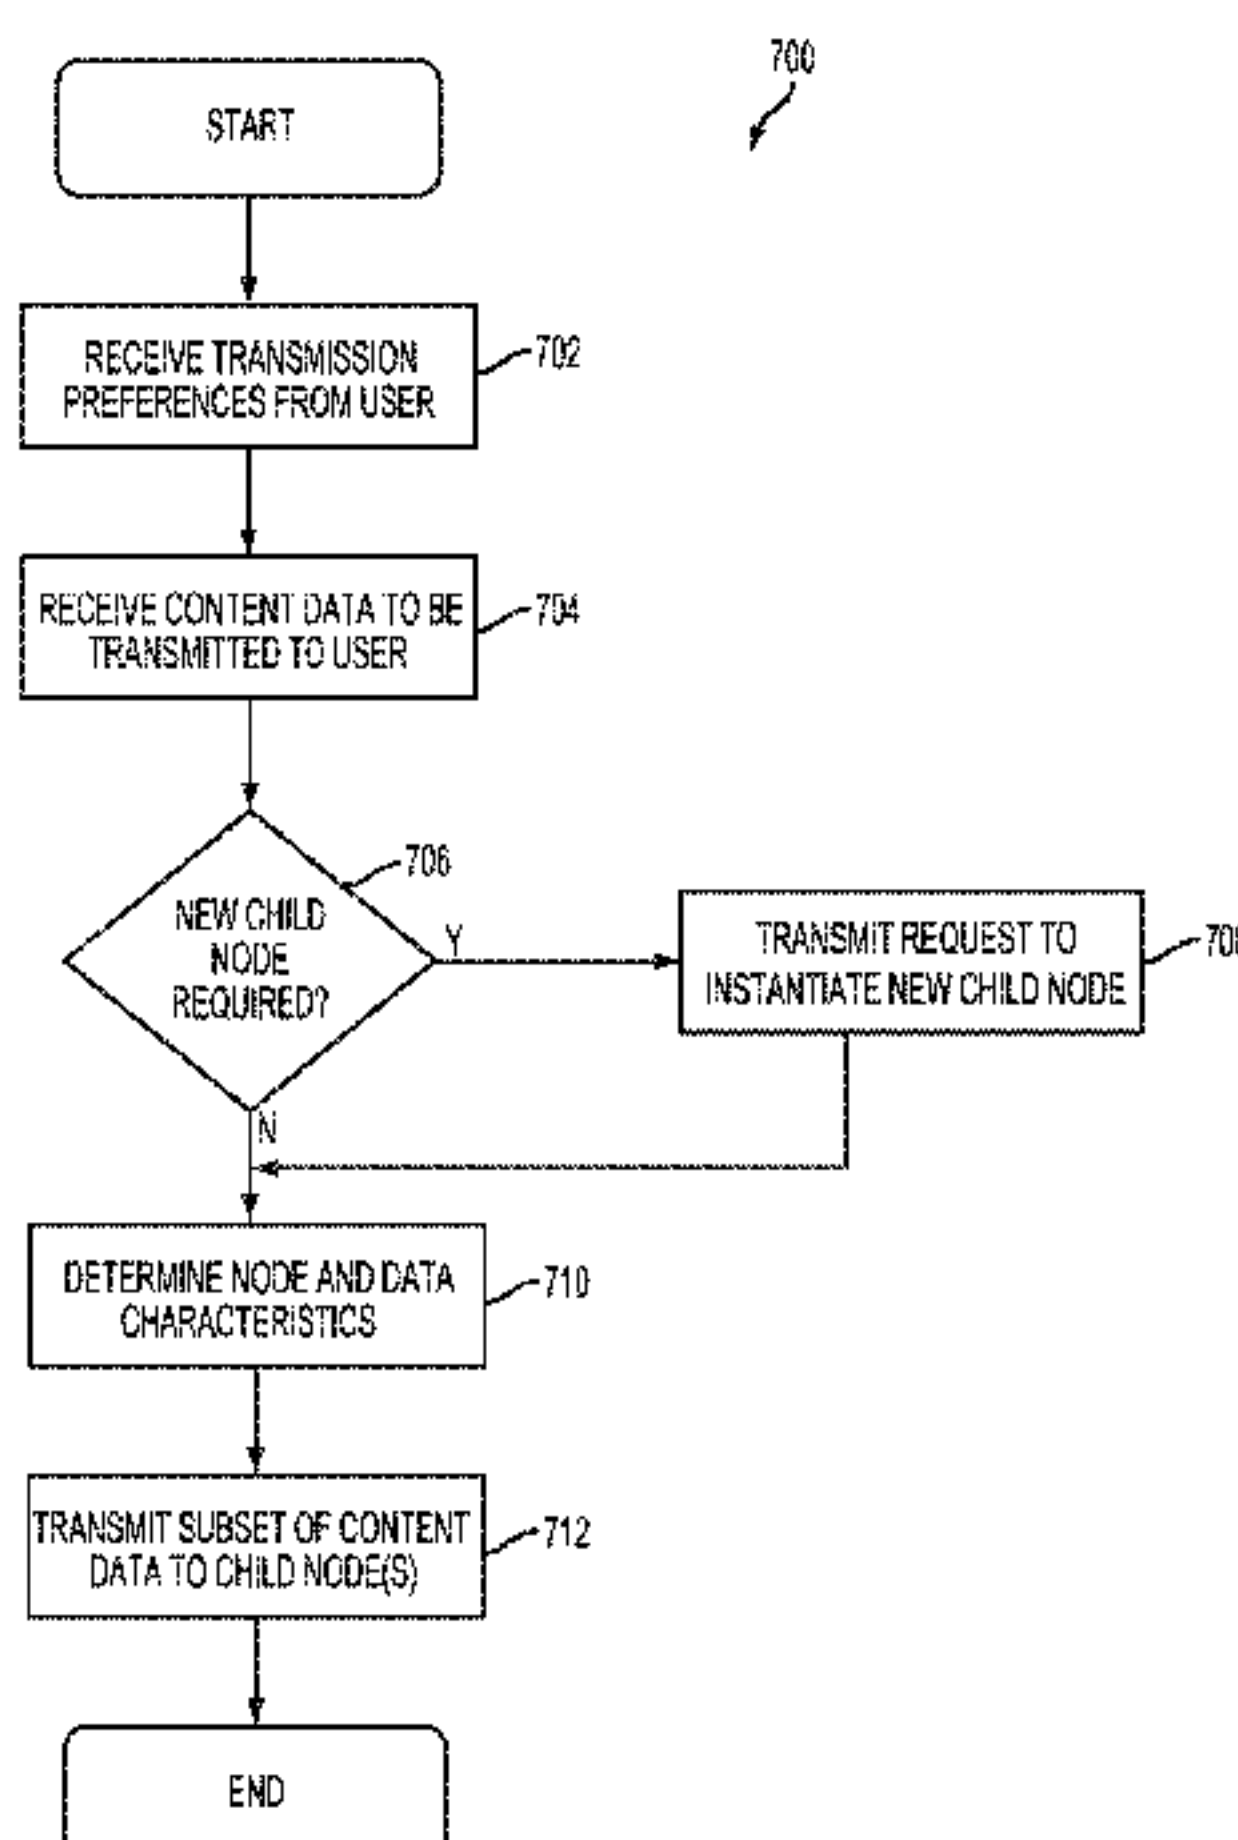 700
START
RECEIVE TRANSMISSION
PREFERENCES FROM USER
702
RECEIVE CONTENT DATA TO BE
TRANSMITTED TO USER
704
706
NEW CHILD
NODE
REQUIRED?
Y
TRANSMIT REQUEST TO
INSTANTIATE NEW CHILD NODE
708
N
DETERMINE NODE AND DATA
CHARACTERISTICS
710
TRANSMIT SUBSET OF CONTENT
DATA TO CHILD NODE(S)
712
END